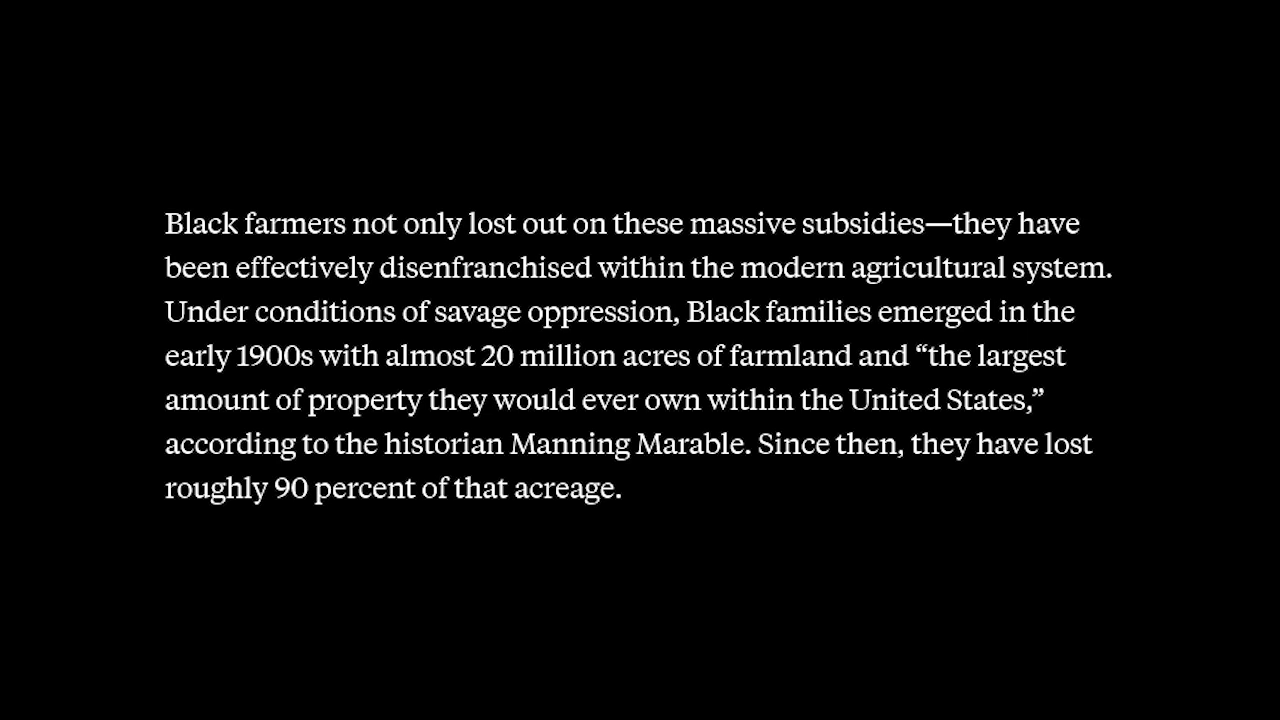 Black farmers not only lost out on these massive subsidies—they have
been effectively disenfranchised within the modern agricultural system.
Under conditions of savage oppression, Black families emerged in the
early 1900s with almost 20 million acres of farmland and “the largest
amount of property they would ever own within the United States,”
according to the historian Manning Marable. Since then, they have lost
roughly 90 percent of that acreage.